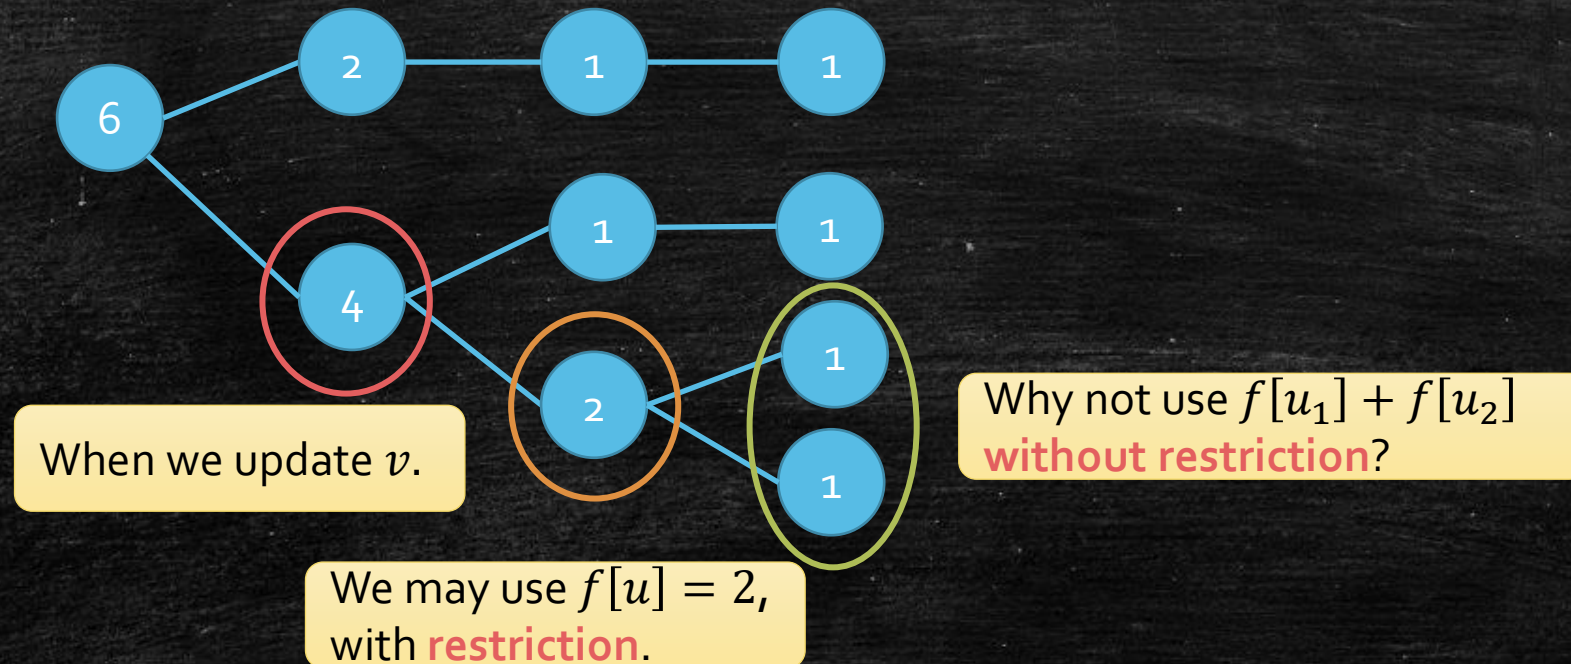 2
1
1
6
1
1
4
1
2
1
Why not use f[u₁] + f[u₂]
without restriction?
When we update v.
We may use f[u] = 2,
with restriction.